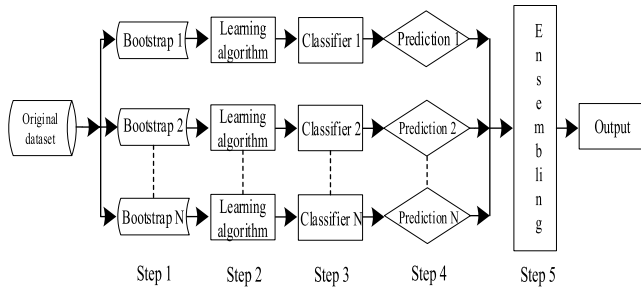 Original
dataset
Bootstrap 1
Learning
algorithm
Classifier 1
Prediction 1
Bootstrap 2
Learning
algorithm
Classifier 2
Prediction 2
Bootstrap N
Learning
algorithm
Classifier N
Prediction N
Ensembling
Output
Step 1
Step 2
Step 3
Step 4
Step 5